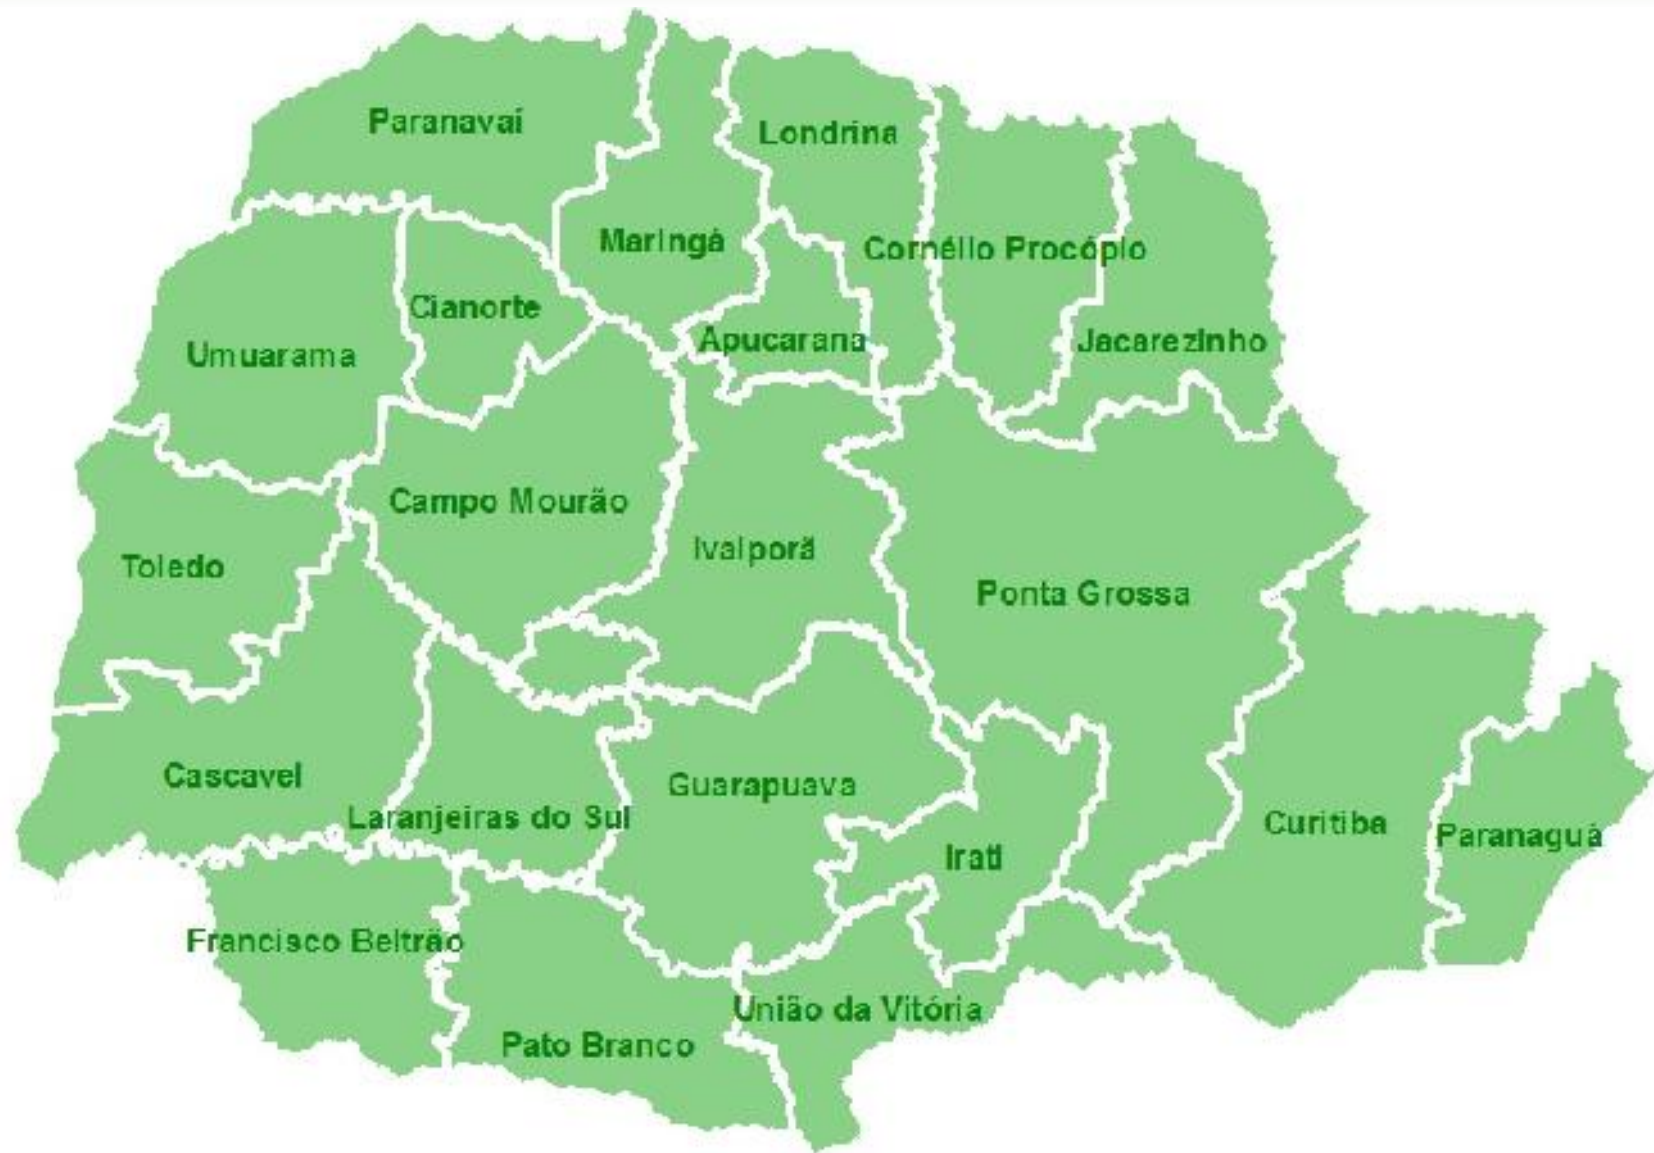 Paranavaí
Londrina
Maringá
Cornélio Procópio
Cianorte
Umuarama
Apucarana
Jacarezinho
Campo Mourão
Ivaiporã
Toledo
Ponta Grossa
Cascavel
Guarapuava
Laranjeiras do Sul
Curitiba
Paranaguá
Irati
Francisco Beltrão
União da Vitória
Pato Branco